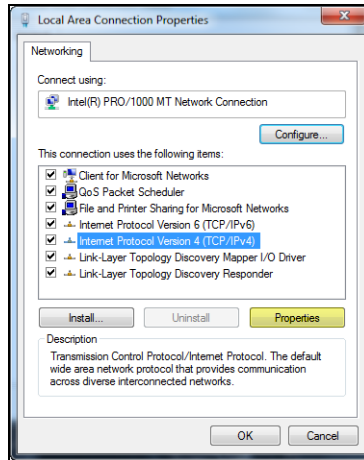 Local Area Connection Properties
Networking
Connect using:
Intel(R) PRO/1000 MT Network Connection
Configure...
This connection uses the following items:
Client for Microsoft Networks
QoS Packet Scheduler
File and Printer Sharing for Microsoft Networks
Internet Protocol Version 6 (TCP/IPv6)
Internet Protocol Version 4 (TCP/IPv4)
Link-Layer Topology Discovery Mapper I/O Driver
Link-Layer Topology Discovery Responder
Install... Uninstall Properties
Description
Transmission Control Protocol/Internet Protocol. The default
wide area network protocol that provides communication
across diverse interconnected networks.
OK Cancel